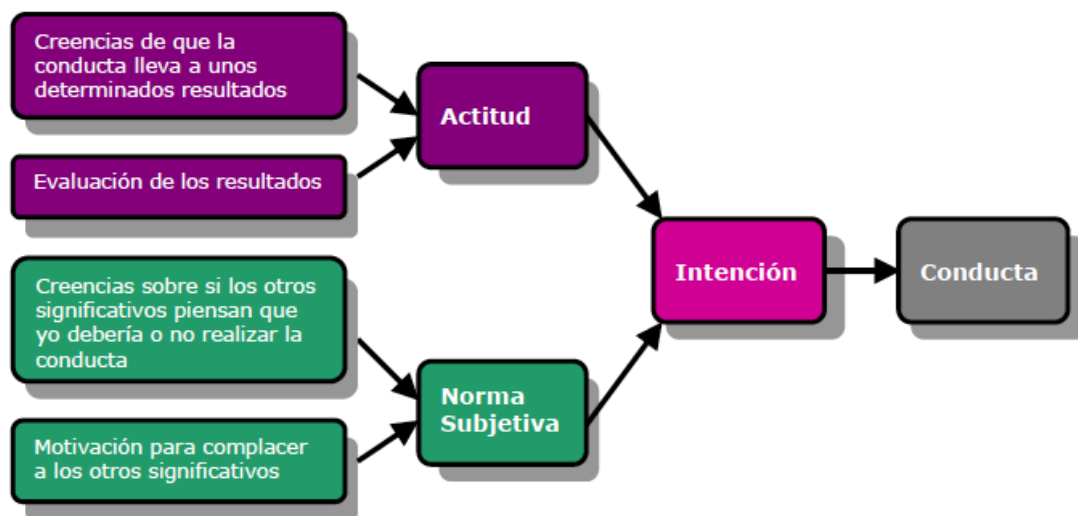 Creencias de que la
conducta lleva a unos
determinados resultados
Evaluación de los resultados
Actitud
Creencias sobre si los otros
significativos piensan que
yo debería o no realizar la
conducta
Motivación para complacer
a los otros significativos
Norma
Subjetiva
Intención
Conducta